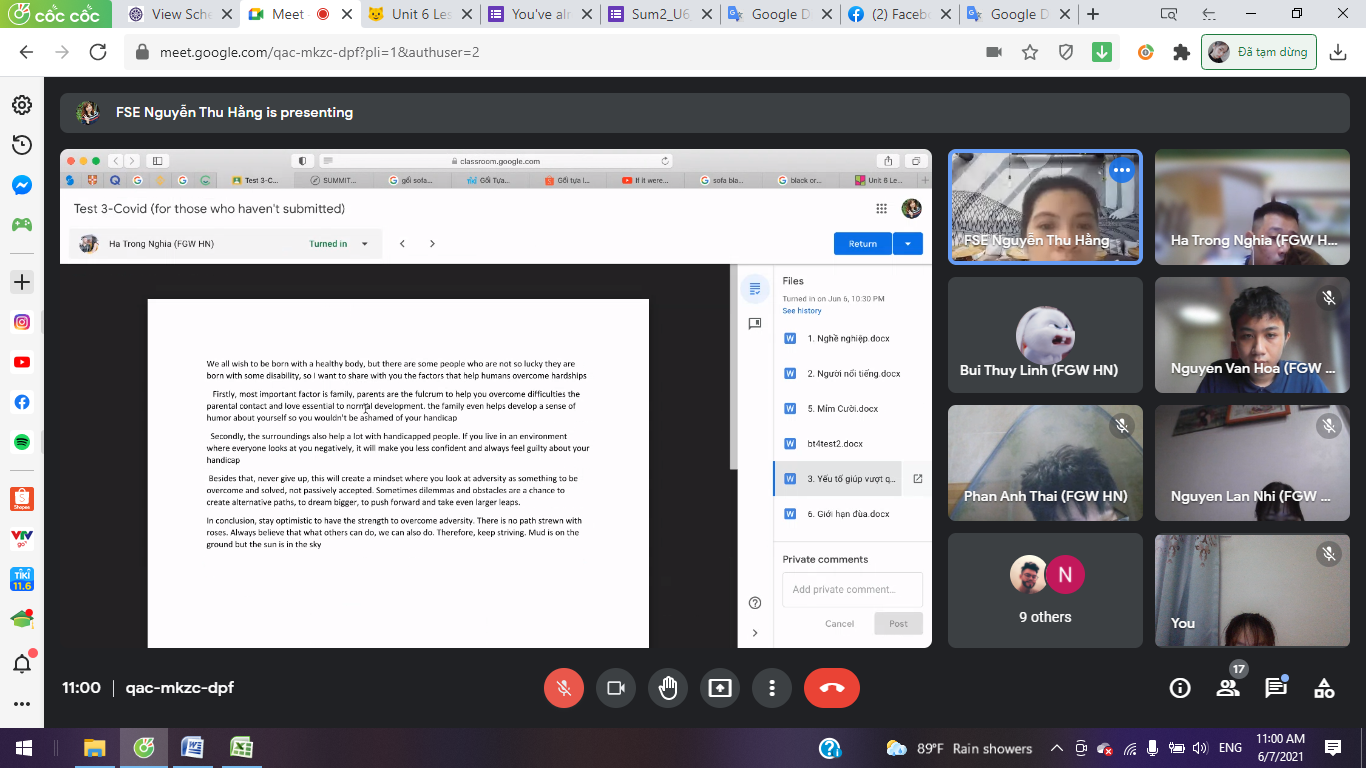 cốc cốc
View Sche
Meet -
Unit 6 Les
You've alr
Sum2_U6
Google D
(2) Facebo
Google D
meet.google.com/qac-mkzc-dpf?pli=1&authuser=2
Đã tạm dừng
FSE Nguyễn Thu Hằng is presenting
classroom.google.com
Test 3-C...
SUMMIT...
gối sofa...
Gối Tựa...
Gối tựa l...
If it were...
sofa bla...
black or...
Unit 6 Le...
Test 3-Covid (for those who haven't submitted)
Ha Trong Nghia (FGW HN)
Turned in
Return
We all wish to be born with a healthy body, but there are some people who are not so lucky they are
born with some disability, so I want to share with you the factors that help humans overcome hardships
Firstly, most important factor is family, parents are the fulcrum to help you overcome difficulties the
parental contact and love essential to normal development. the family even helps develop a sense of
humor about yourself so you wouldn't be ashamed of your handicap
Secondly, the surroundings also help a lot with handicapped people. If you live in an environment
where everyone looks at you negatively, it will make you less confident and always feel guilty about your
handicap
Besides that, never give up, this will create a mindset where you look at adversity as something to be
overcome and solved, not passively accepted. Sometimes dilemmas and obstacles are a chance to
create alternative paths, to dream bigger, to push forward and take even larger leaps.
In conclusion, stay optimistic to have the strength to overcome adversity. There is no path strewn with
roses. Always believe that what others can do, we can also do. Therefore, keep striving. Mud is on the
ground but the sun is in the sky
Files
Turned in on Jun 6, 10:30 PM
See history
1. Nghề nghiệp.docx
2. Người nổi tiếng.docx
5. Mỉm Cười.docx
bt4test2.docx
3. Yếu tố giúp vượt q...
6. Giới hạn đùa.docx
Private comments
Add private comment...
Cancel
Post
FSE Nguyễn Thu Hằng
Ha Trong Nghia (FGW H...
Bui Thuy Linh (FGW HN)
Nguyen Van Hoa (FGW ...
Phan Anh Thai (FGW HN)
Nguyen Lan Nhi (FGW ...
N
9 others
You
Shopee
VTV
go
TIKI
11.6
11:00
qac-mkzc-dpf
17
89°F Rain showers
ENG
11:00 AM
6/7/2021